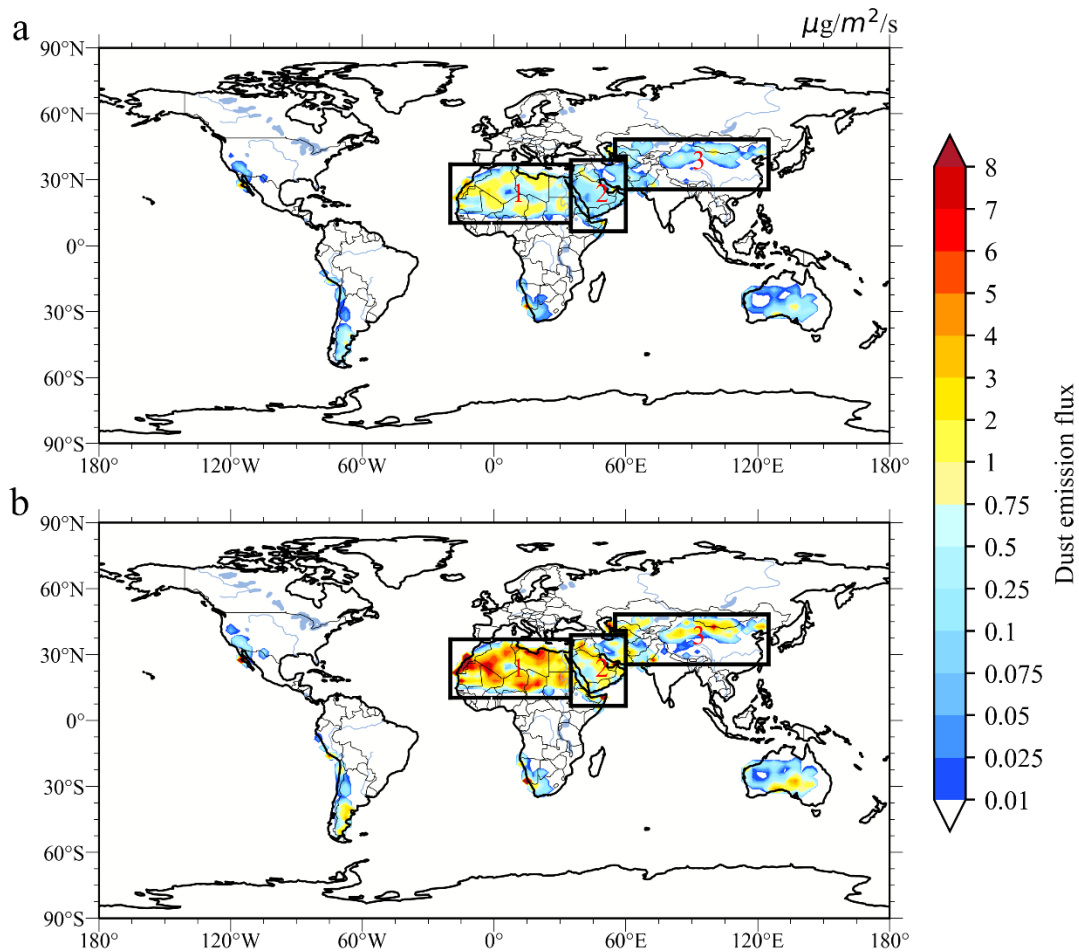 a
μg/m²/s
90°N
60°N
30°N
0°
30°S
60°S
90°S
180°
120°W
60°W
0°
60°E
120°E
180°
1
2
3
b
90°N
60°N
30°N
0°
30°S
60°S
90°S
180°
120°W
60°W
0°
60°E
120°E
180°
1
2
3
8
7
6
5
4
3
2
1
0.75
0.5
0.25
0.1
0.075
0.05
0.025
0.01
Dust emission flux